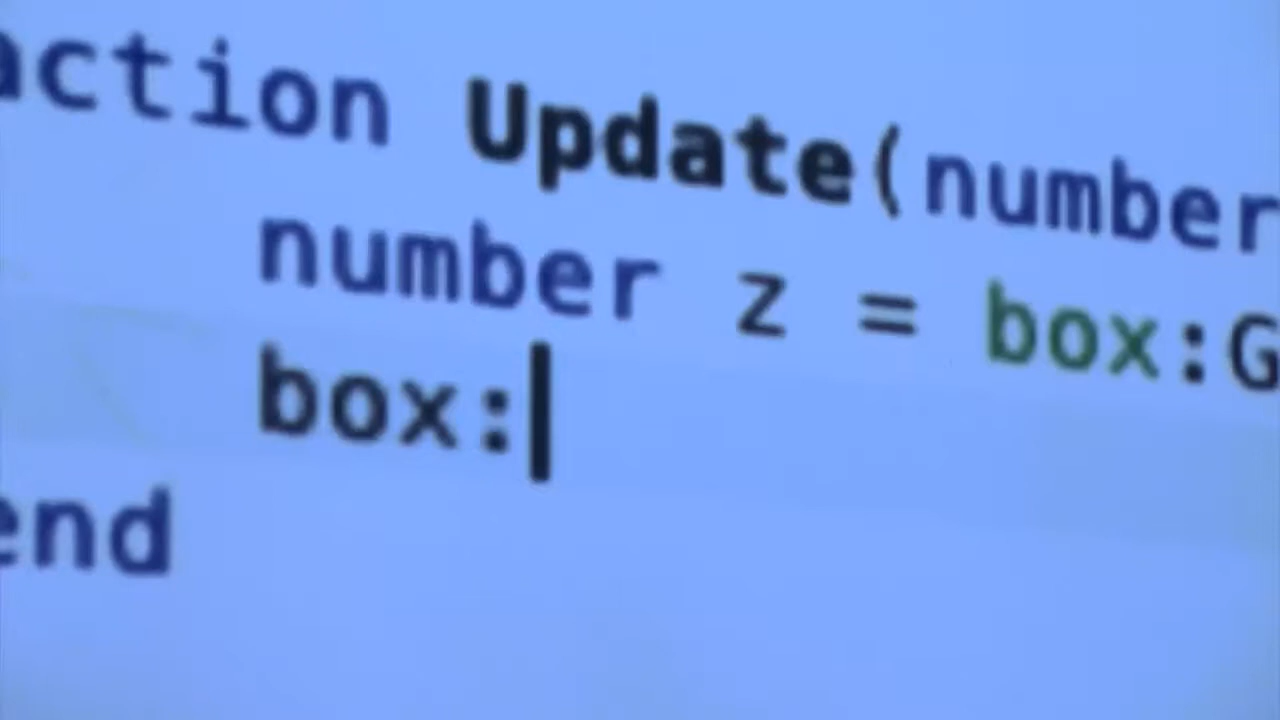 action Update(number
number z = box:G
box:
end